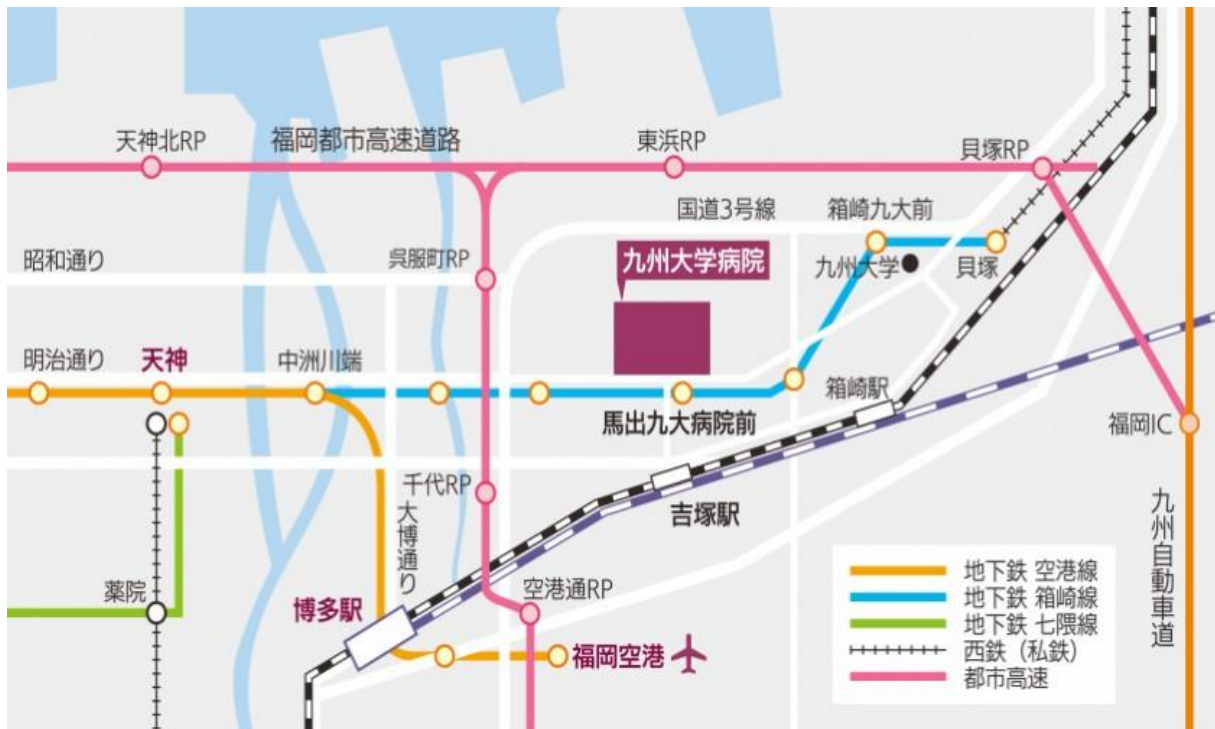 天神北RP
福岡都市高速道路
東浜RP
貝塚RP
国道3号線
箱崎九大前
昭和通り
呉服町RP
九州大学病院
九州大学
貝塚
明治通り
天神
中洲川端
箱崎駅
馬出九大病院前
福岡IC
千代RP
吉塚駅
大博通り
九州自動車道
薬院
博多駅
空港通RP
福岡空港
地下鉄 空港線
地下鉄 箱崎線
地下鉄 七隈線
西鉄（私鉄）
都市高速